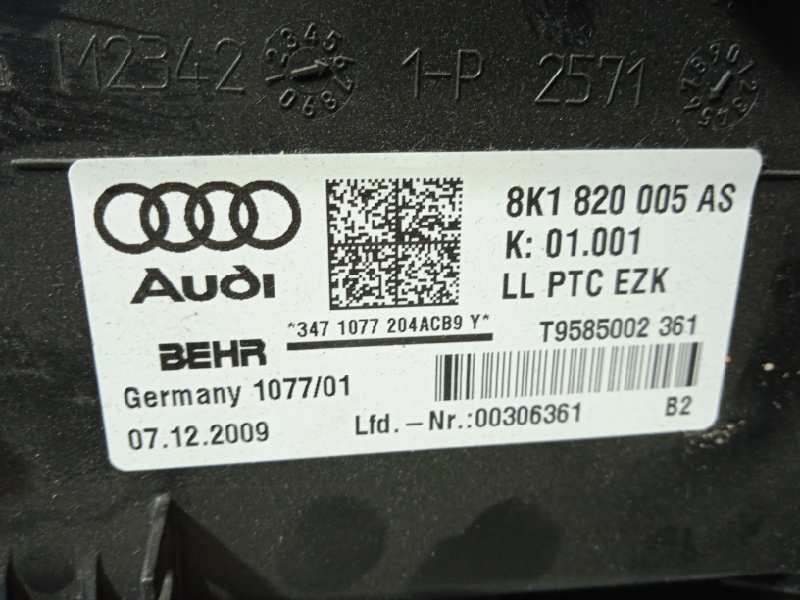 M2342 1-P 2571
Audi
8K1 820 005 AS
K: 01.001
LL PTC EZK
*347 1077 204ACB9 Y*
T9585002 361
BEHR
Germany 1077/01
07.12.2009
Lfd.-Nr.:00306361
B2